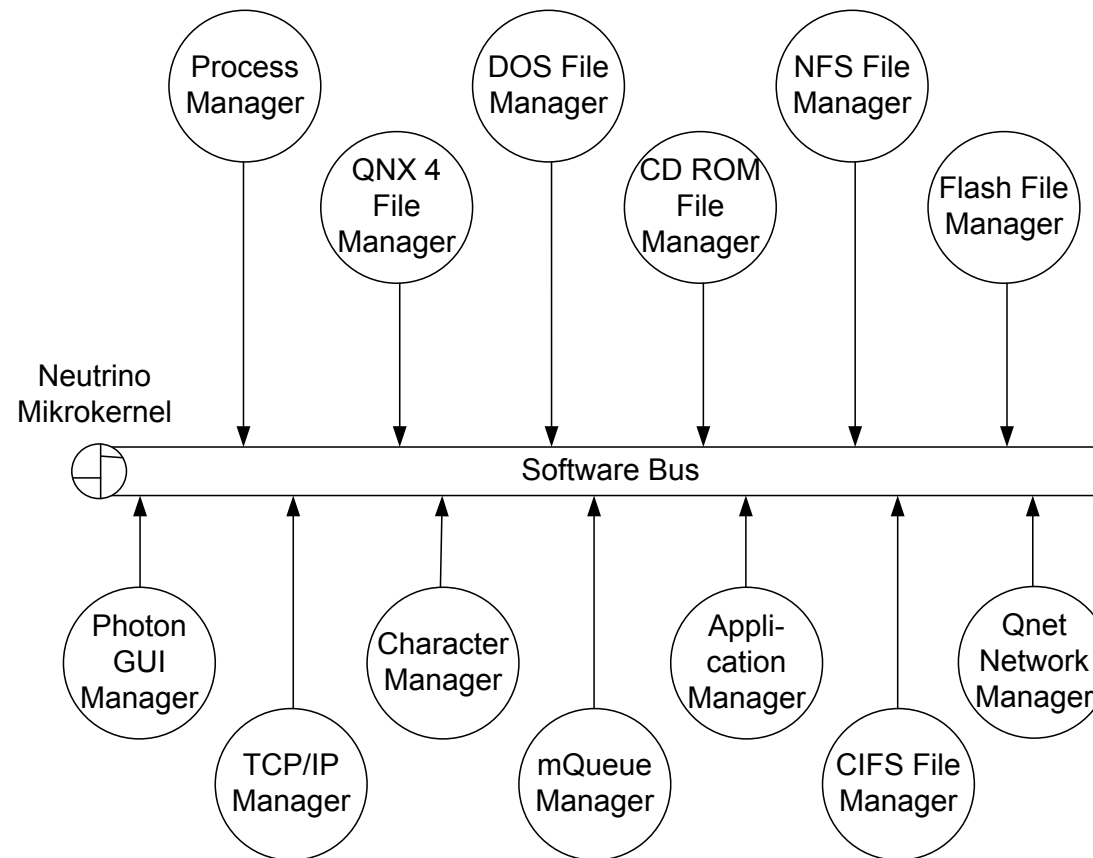 Process
Manager
DOS File
Manager
NFS File
Manager
QNX 4
File
Manager
CD ROM
File
Manager
Flash File
Manager
Neutrino
Mikrokernel
Software Bus
Photon
GUI
Manager
Character
Manager
Appli-
cation
Manager
Qnet
Network
Manager
TCP/IP
Manager
mQueue
Manager
CIFS File
Manager